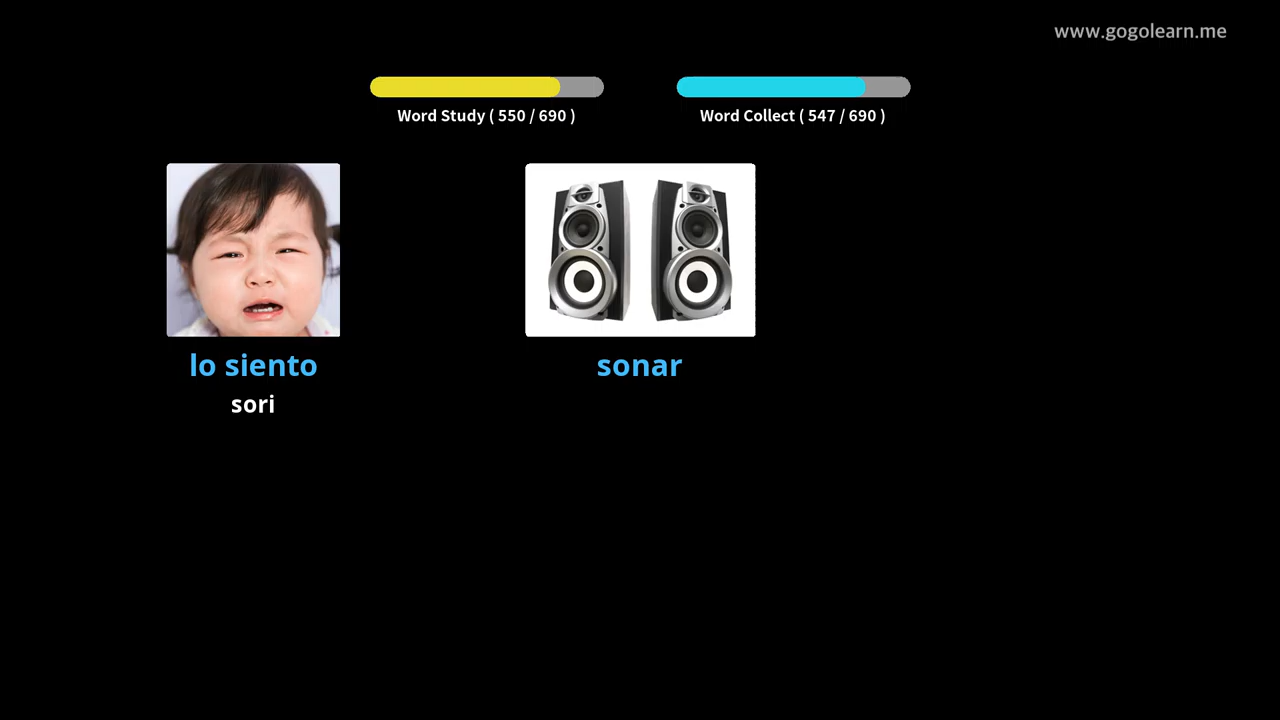 www.gogolearn.me
Word Study ( 550 / 690 )
Word Collect ( 547 / 690 )
lo siento
sonar
sori